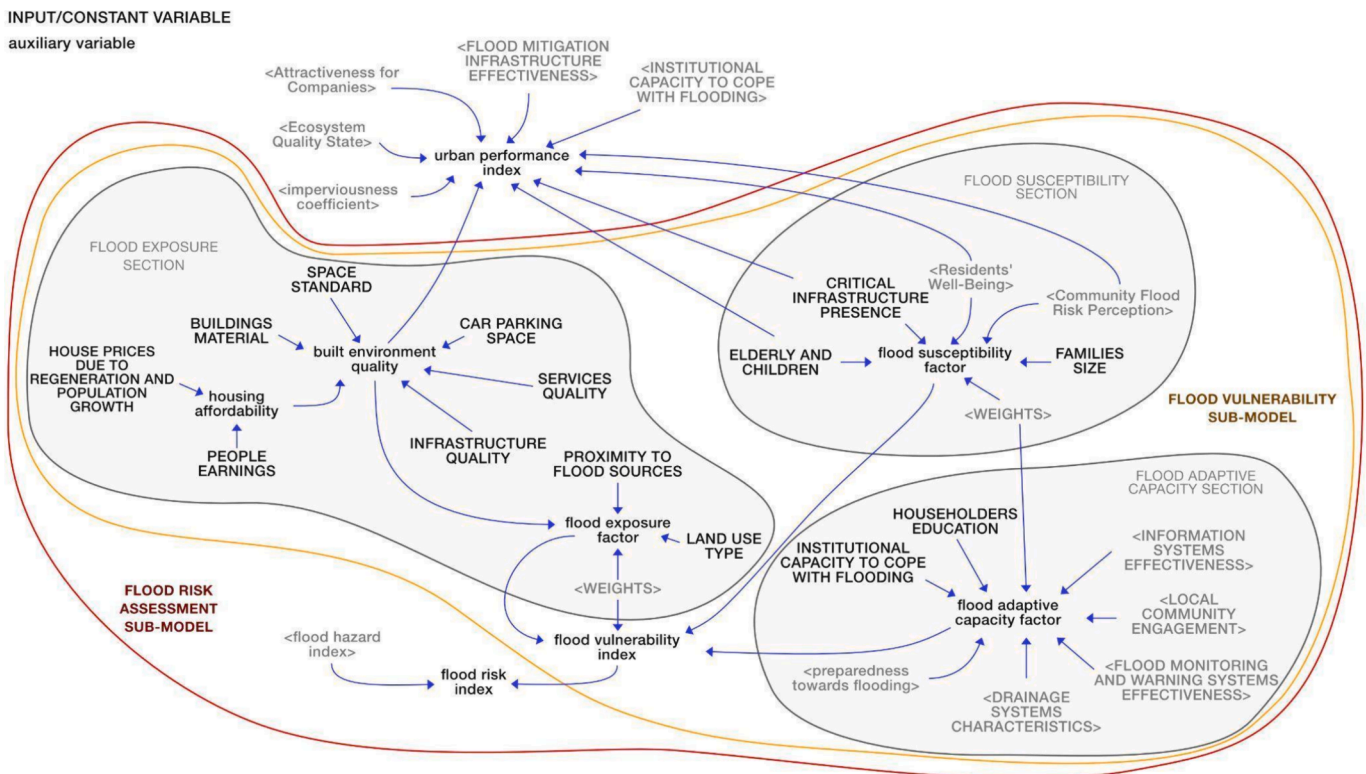 INPUT/CONSTANT VARIABLE
auxiliary variable
<Attractiveness for
Companies>
<FLOOD MITIGATION
INFRASTRUCTURE
EFFECTIVENESS>
<INSTITUTIONAL
CAPACITY TO COPE
WITH FLOODING>
<Ecosystem
Quality State>
urban performance
index
<imperviousness
coefficient>
FLOOD EXPOSURE
SECTION
SPACE
STANDARD
BUILDINGS
MATERIAL
CAR PARKING
SPACE
built environment
quality
HOUSE PRICES
DUE TO
REGENERATION AND
POPULATION
GROWTH
housing
affordability
SERVICES
QUALITY
PEOPLE
EARNINGS
INFRASTRUCTURE
QUALITY
PROXIMITY TO
FLOOD SOURCES
flood exposure
factor
LAND USE
TYPE
<WEIGHTS>
FLOOD SUSCEPTIBILITY
SECTION
CRITICAL
INFRASTRUCTURE
PRESENCE
<Residents'
Well-Being>
<Community Flood
Risk Perception>
ELDERLY AND
CHILDREN
flood susceptibility
factor
FAMILIES
SIZE
<WEIGHTS>
FLOOD VULNERABILITY
SUB-MODEL
FLOOD ADAPTIVE
CAPACITY SECTION
HOUSEHOLDERS
EDUCATION
INSTITUTIONAL
CAPACITY TO COPE
WITH FLOODING
<INFORMATION
SYSTEMS
EFFECTIVENESS>
flood adaptive
capacity factor
<LOCAL
COMMUNITY
ENGAGEMENT>
<preparedness
towards flooding>
<DRAINAGE
SYSTEMS
CHARACTERISTICS>
<FLOOD MONITORING
AND WARNING SYSTEMS
EFFECTIVENESS>
FLOOD RISK
ASSESSMENT
SUB-MODEL
<flood hazard
index>
flood risk
index
flood vulnerability
index